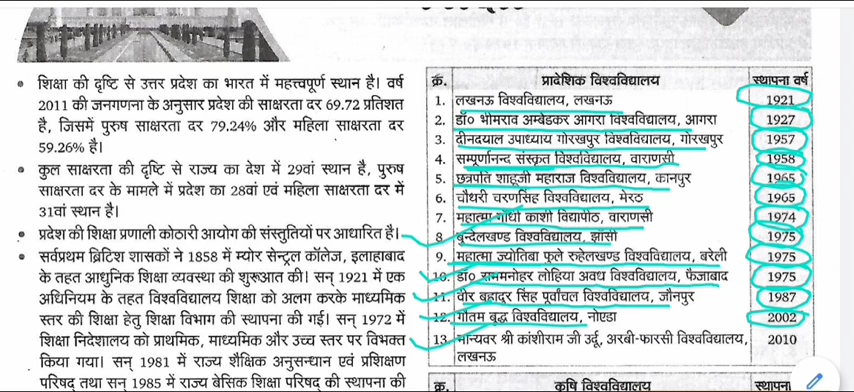 • शिक्षा की दृष्टि से उत्तर प्रदेश का भारत में महत्त्वपूर्ण स्थान है। वर्ष
2011 की जनगणना के अनुसार प्रदेश की साक्षरता दर 69.72 प्रतिशत
है, जिसमें पुरुष साक्षरता दर 79.24% और महिला साक्षरता दर
59.26% है।
• कुल साक्षरता की दृष्टि से राज्य का देश में 29वां स्थान है, पुरुष
साक्षरता दर के मामले में प्रदेश का 28वां एवं महिला साक्षरता दर में
31वां स्थान है।
• प्रदेश की शिक्षा प्रणाली कोठारी आयोग की संस्तुतियों पर आधारित है।
• सर्वप्रथम ब्रिटिश शासकों ने 1858 में म्योर सेन्ट्रल कॉलेज, इलाहाबाद
के तहत आधुनिक शिक्षा व्यवस्था की शुरूआत की। सन् 1921 में एक
अधिनियम के तहत विश्वविद्यालय शिक्षा को अलग करके माध्यमिक
स्तर की शिक्षा हेतु शिक्षा विभाग की स्थापना की गई। सन् 1972 में
शिक्षा निदेशालय को प्राथमिक, माध्यमिक और उच्च स्तर पर विभक्त
किया गया। सन् 1981 में राज्य शैक्षिक अनुसन्धान एवं प्रशिक्षण
परिषद् तथा सन् 1985 में राज्य बेसिक शिक्षा परिषद् की स्थापना की
क्र. प्रादेशिक विश्वविद्यालय स्थापना वर्ष
1. लखनऊ विश्वविद्यालय, लखनऊ 1921
2. डॉ० भीमराव अम्बेडकर आगरा विश्वविद्यालय, आगरा 1927
3. दीनदयाल उपाध्याय गोरखपुर विश्वविद्यालय, गोरखपुर 1957
4. सम्पूर्णानन्द संस्कृत विश्वविद्यालय, वाराणसी 1958
5. छत्रपति शाहूजी महाराज विश्वविद्यालय, कानपुर 1965
6. चौधरी चरणसिंह विश्वविद्यालय, मेरठ 1965
7. महात्मा गाँधी काशी विद्यापीठ, वाराणसी 1974
8. बुन्देलखण्ड विश्वविद्यालय, झाँसी 1975
9. महात्मा ज्योतिबा फूले रुहेलखण्ड विश्वविद्यालय, बरेली 1975
10. डॉ० राममनोहर लोहिया अवध विश्वविद्यालय, फैजाबाद 1975
11. वीर बहादुर सिंह पूर्वांचल विश्वविद्यालय, जौनपुर 1987
12. गौतम बुद्ध विश्वविद्यालय, नोएडा 2002
13. मान्यवर श्री कांशीराम जी उर्दू, अरबी-फारसी विश्वविद्यालय, 2010
लखनऊ
क्र. कृषि विश्वविद्यालय स्थापना